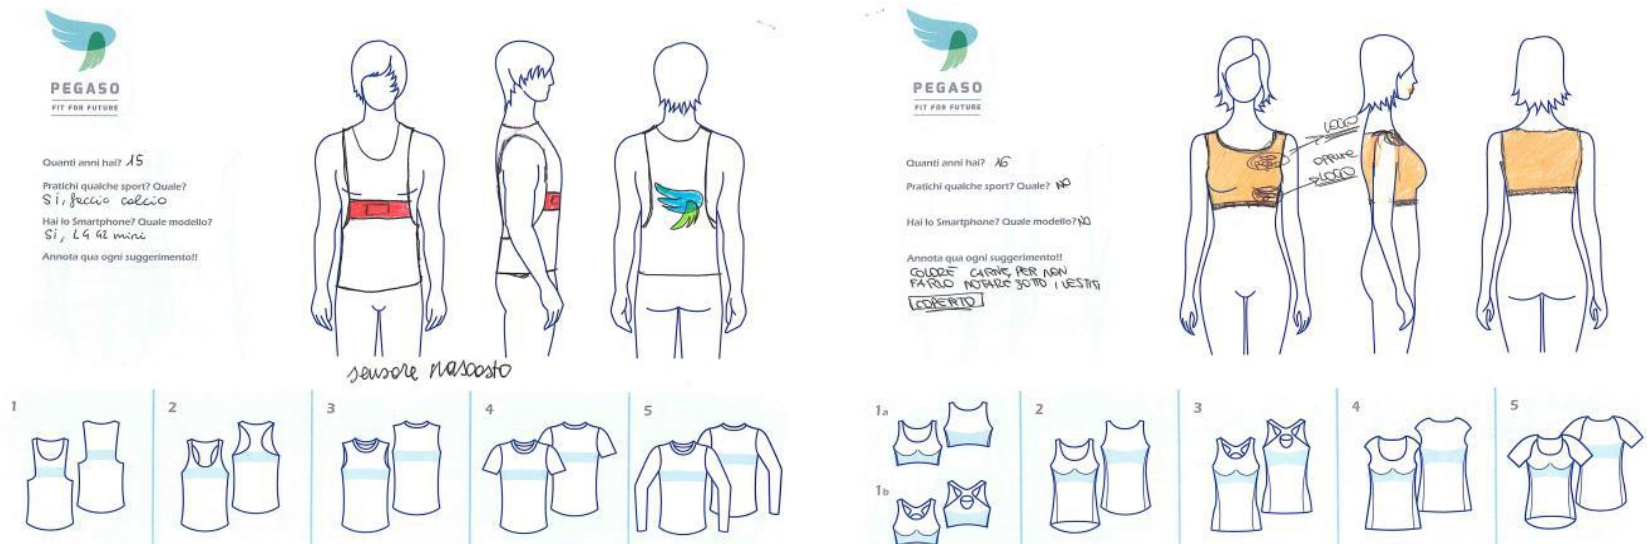 PEGASO
FIT FOR FUTURE
Quanti anni hai? 15
Pratichi qualche sport? Quale?
Sì, faccio calcio
Hai lo Smartphone? Quale modello?
Sì, LG G2 mini
Annota qua ogni suggerimento!!
sensore nascosto
1
2
3
4
5
PEGASO
FIT FOR FUTURE
Quanti anni hai? 16
Pratichi qualche sport? Quale? NO
Hai lo Smartphone? Quale modello? NO
Annota qua ogni suggerimento!!
COLORE CARNE, PER NON
FARLO NOTARE SOTTO I VESTITI
COPERTO
LOGO
oppure
LOGO
1a
1b
2
3
4
5